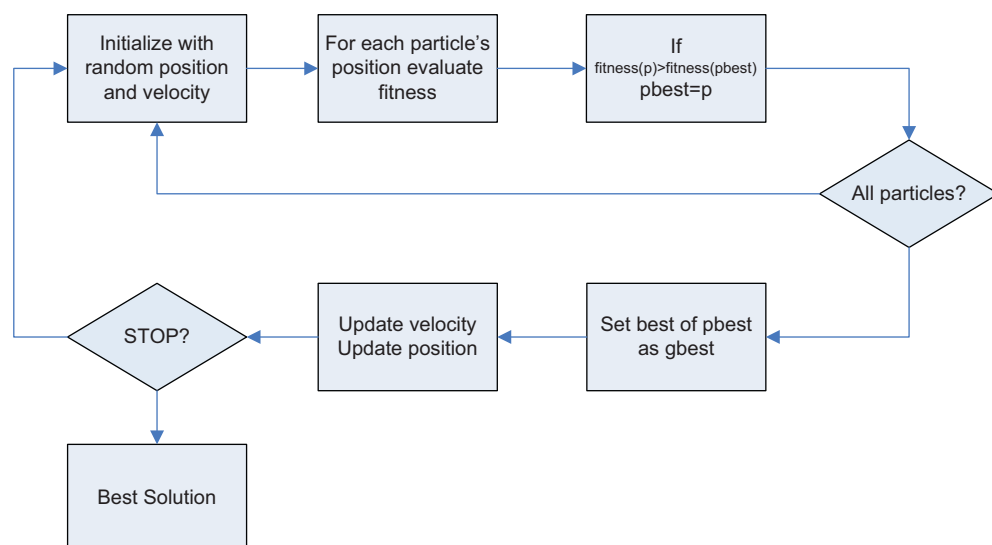 Initialize with
random position
and velocity
For each particle’s
position evaluate
fitness
If
fitness(p)>fitness(pbest)
pbest=p
All particles?
Set best of pbest
as gbest
Update velocity
Update position
STOP?
Best Solution